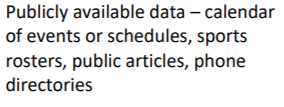 Publicly available data – calendar
of events or schedules, sports
rosters, public articles, phone
directories